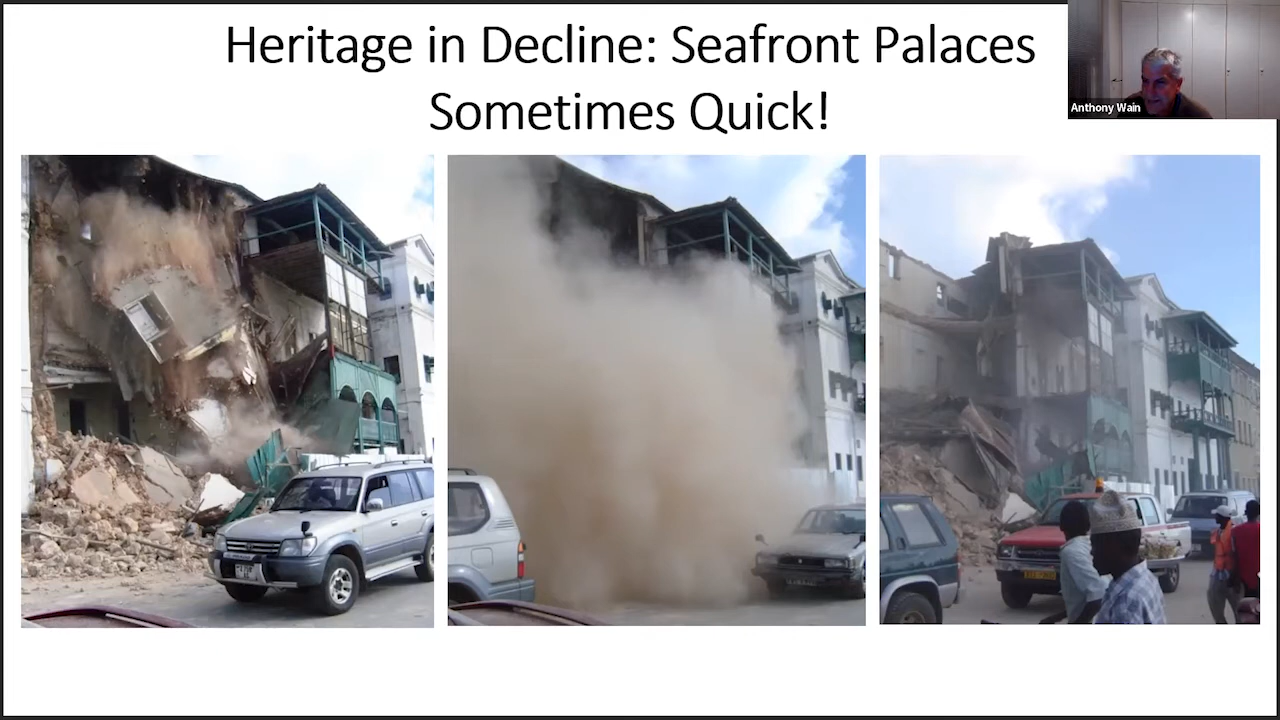 Heritage in Decline: Seafront Palaces
Sometimes Quick!
Anthony Wain